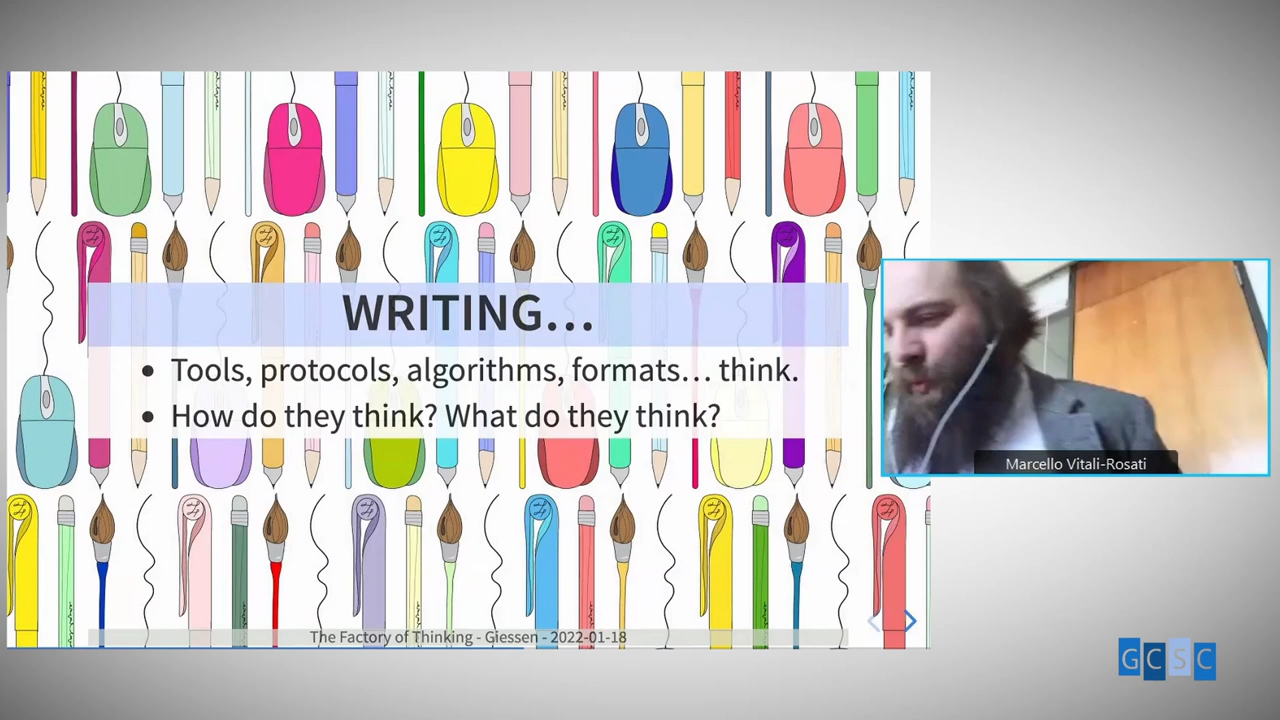 WRITING…
Tools, protocols, algorithms, formats… think.
How do they think? What do they think?
The Factory of Thinking - Giessen - 2022-01-18
Marcello Vitali-Rosati
GCSC